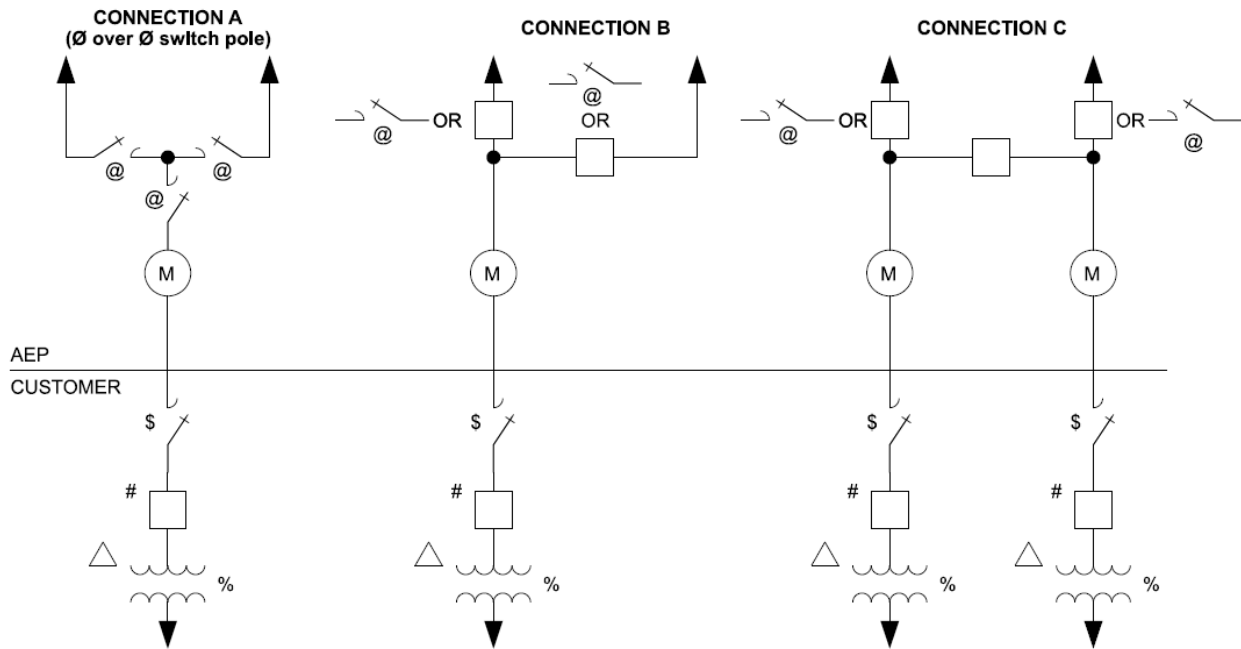 CONNECTION A
(Ø over Ø switch pole)
CONNECTION B
CONNECTION C
@
@
@
@
OR
@
OR
@
OR
OR
@
M
M
M
M
AEP
CUSTOMER
$
$
$
$
#
#
#
#
%
%
%
%